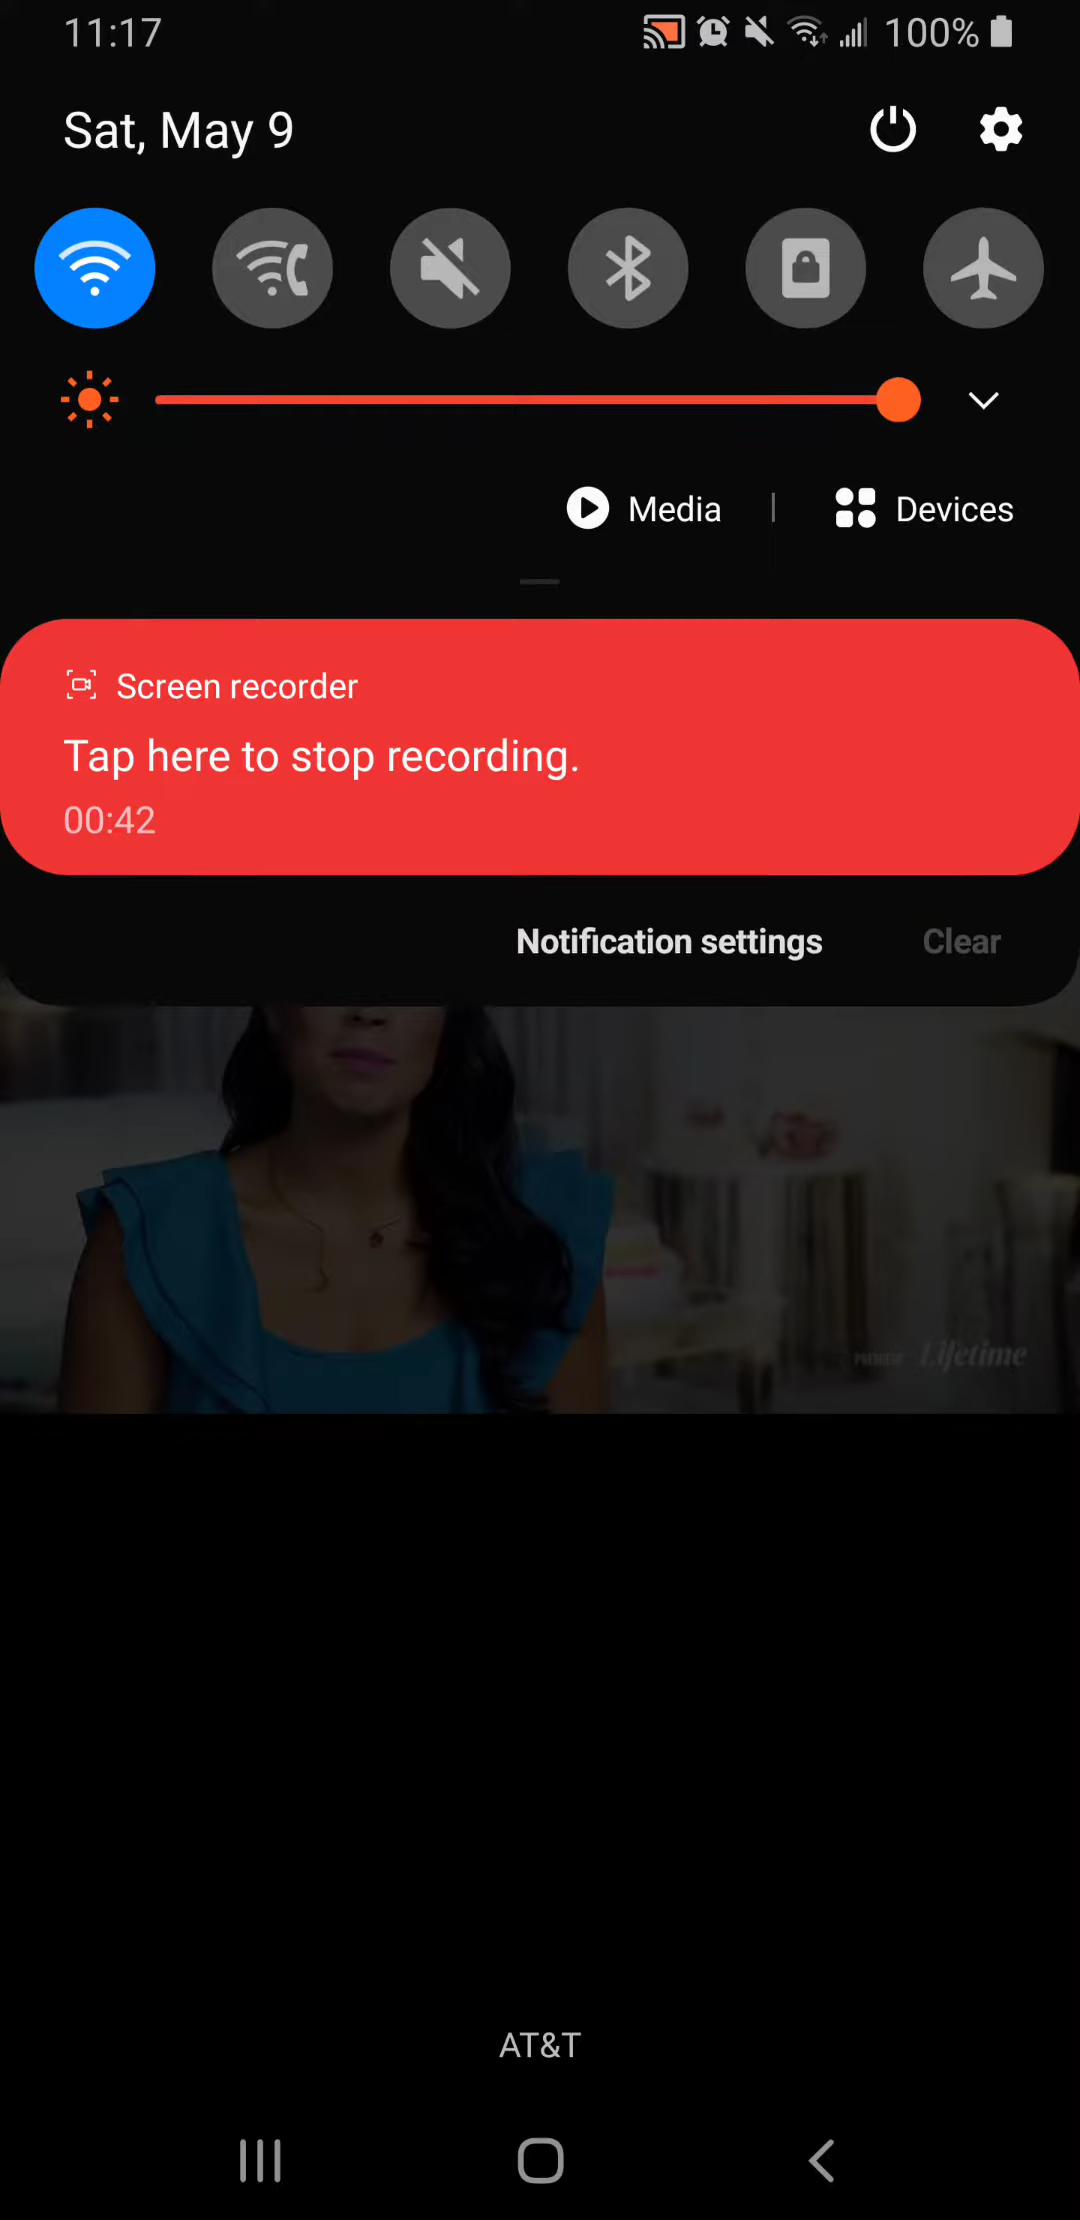 11:17 100%
Sat, May 9
Media | Devices
Screen recorder
Tap here to stop recording.
00:42
Notification settings Clear
PREVIEW Lifetime
AT&T